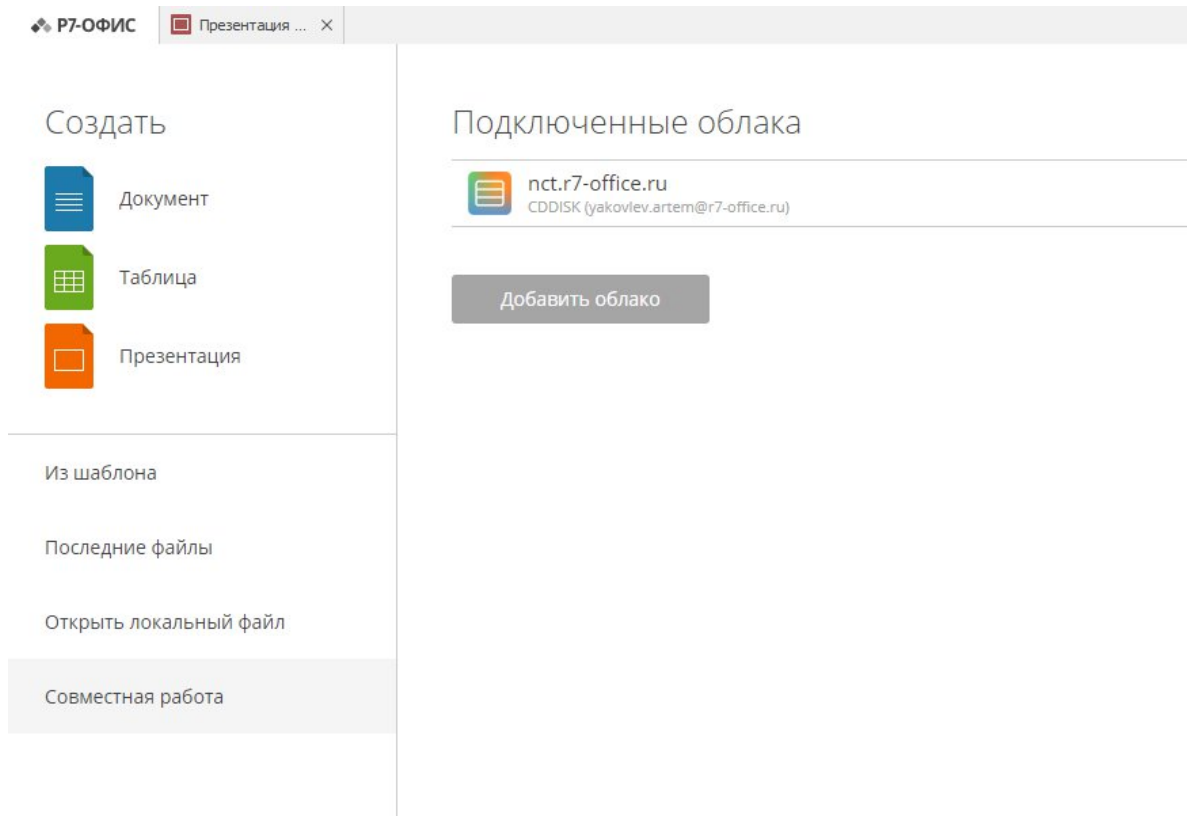 Р7-ОФИС
Презентация ...
Создать
Документ
Таблица
Презентация
Из шаблона
Последние файлы
Открыть локальный файл
Совместная работа
Подключенные облака
nct.r7-office.ru
CDDISK (yakovlev.artem@r7-office.ru)
Добавить облако